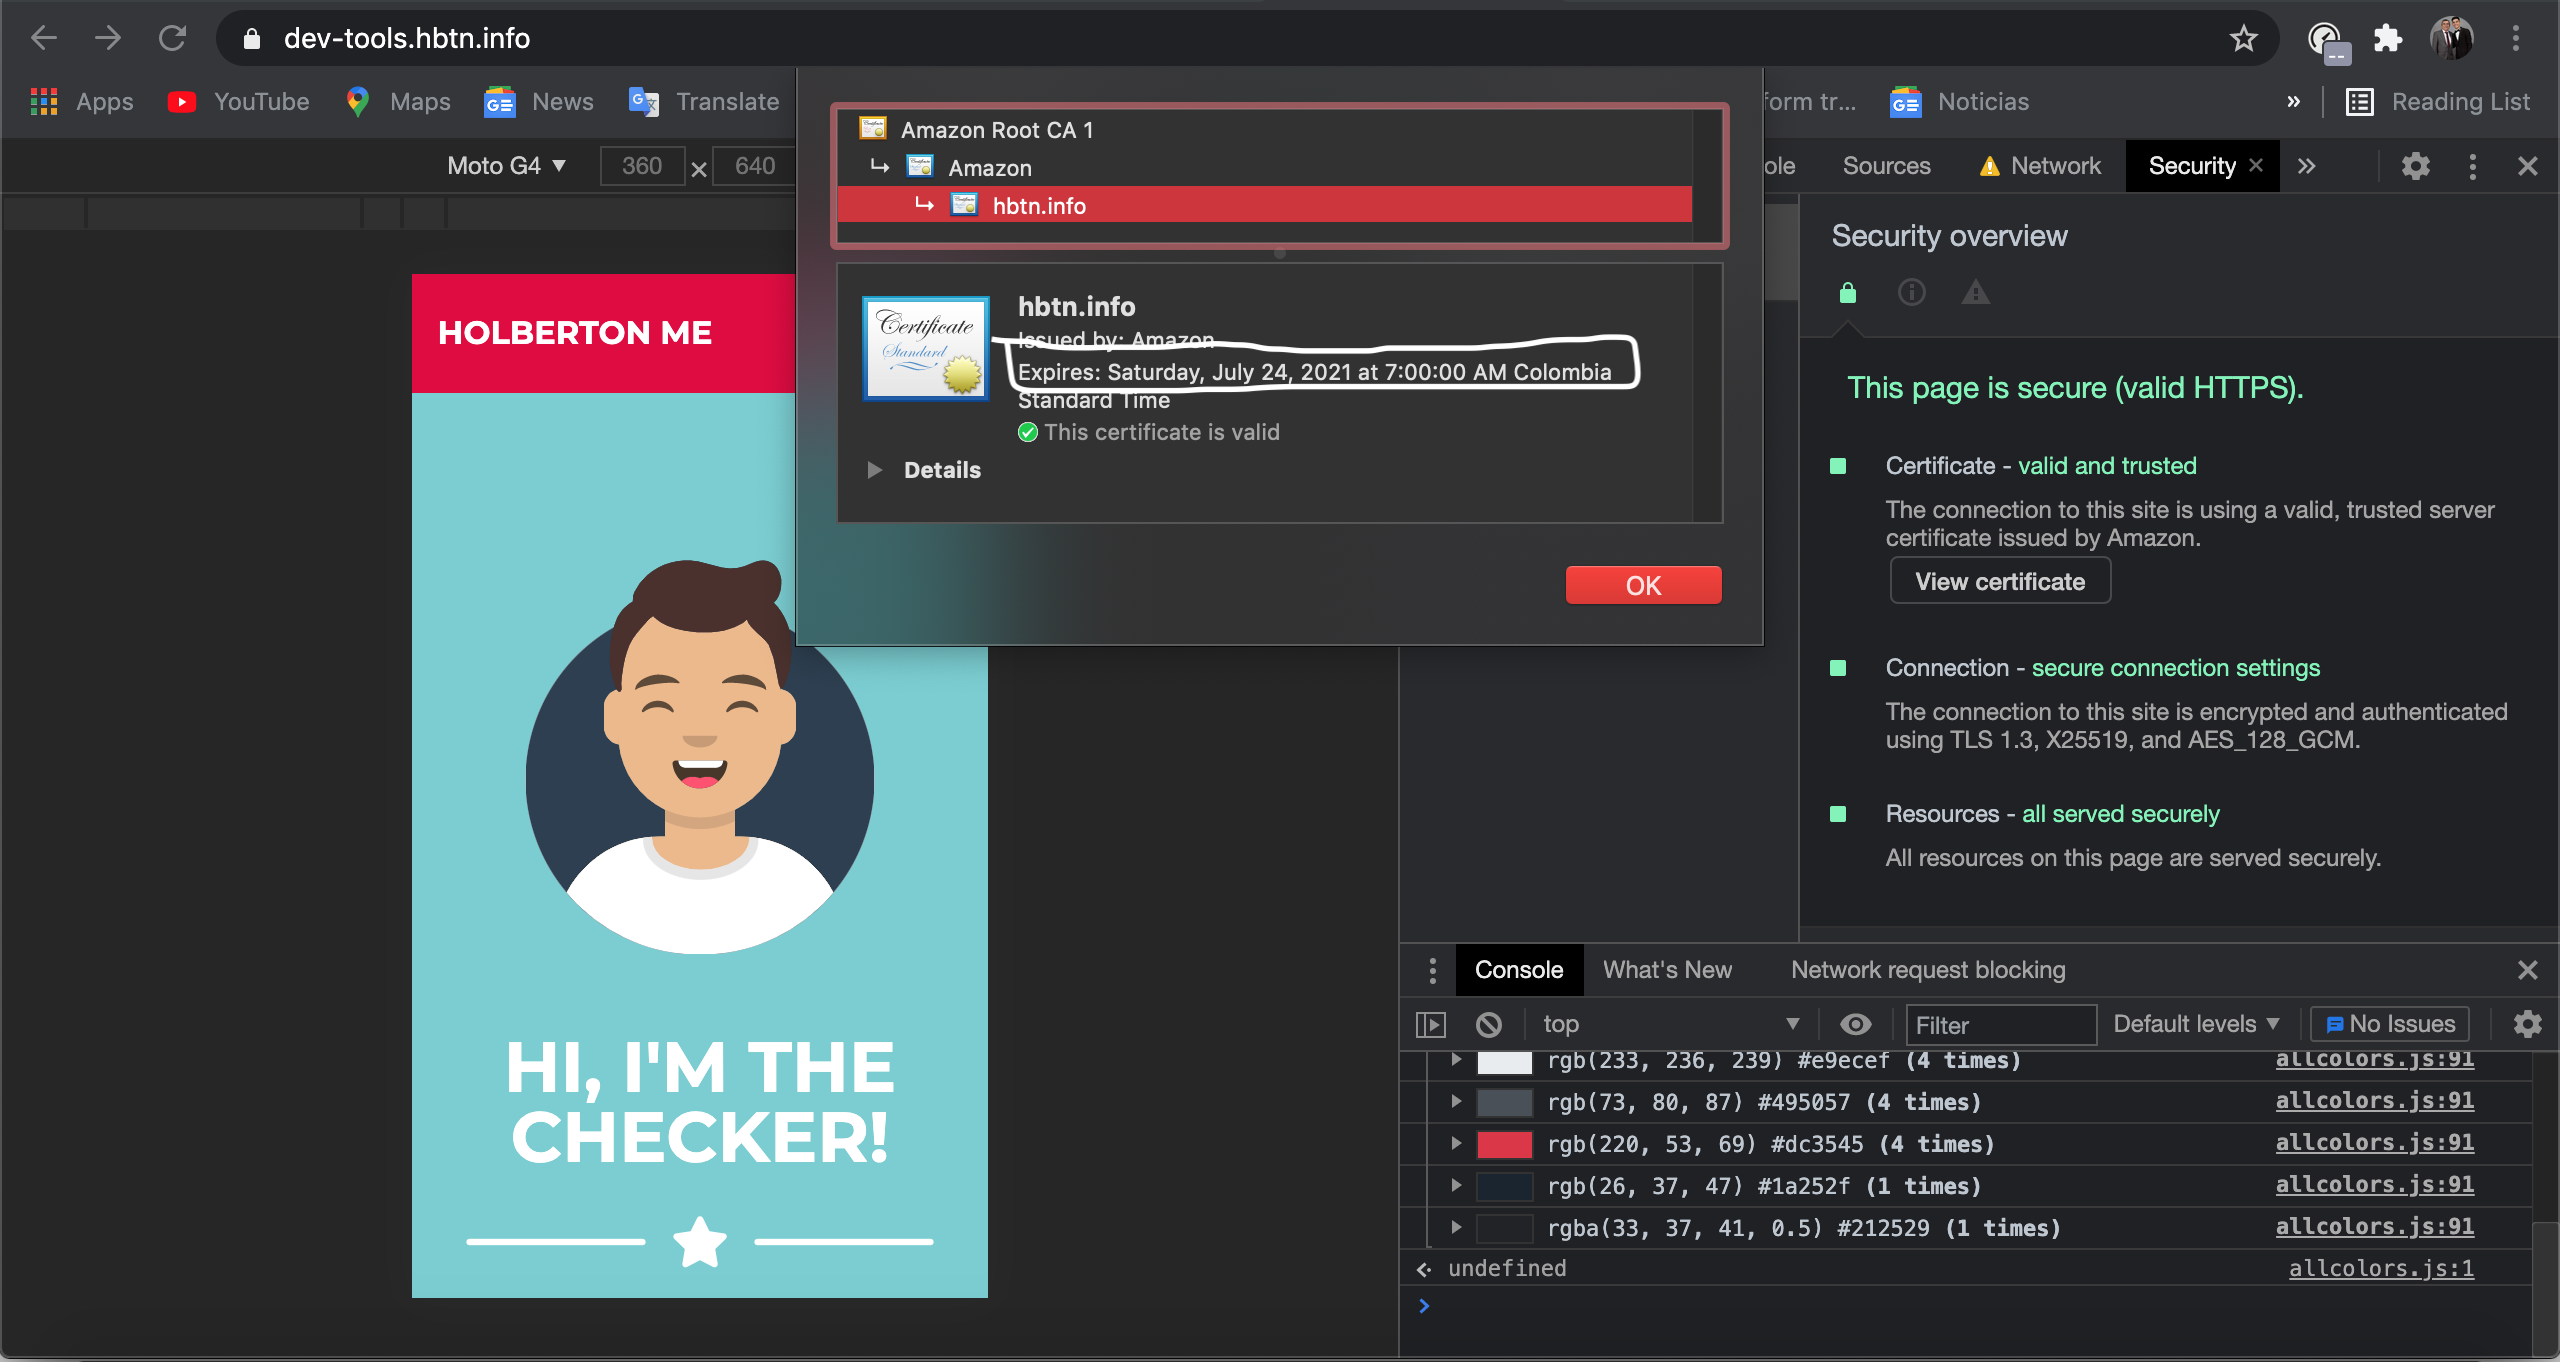 dev-tools.hbtn.info
Apps YouTube Maps News Translate
form tr... Noticias » Reading List
Moto G4 ▼ 360 × 640
HOLBERTON ME
HI, I'M THE
CHECKER!
Amazon Root CA 1
↳ Amazon
↳ hbtn.info
Certificate
Standard
hbtn.info
Issued by: Amazon
Expires: Saturday, July 24, 2021 at 7:00:00 AM Colombia
Standard Time
This certificate is valid
Details
OK
ole Sources Network Security × »
Security overview
This page is secure (valid HTTPS).
Certificate - valid and trusted
The connection to this site is using a valid, trusted server
certificate issued by Amazon.
View certificate
Connection - secure connection settings
The connection to this site is encrypted and authenticated
using TLS 1.3, X25519, and AES_128_GCM.
Resources - all served securely
All resources on this page are served securely.
Console What's New Network request blocking
top ▼ Filter Default levels ▼ No Issues
rgb(233, 236, 239) #e9ecef (4 times) allcolors.js:91
rgb(73, 80, 87) #495057 (4 times) allcolors.js:91
rgb(220, 53, 69) #dc3545 (4 times) allcolors.js:91
rgb(26, 37, 47) #1a252f (1 times) allcolors.js:91
rgba(33, 37, 41, 0.5) #212529 (1 times) allcolors.js:91
undefined allcolors.js:1